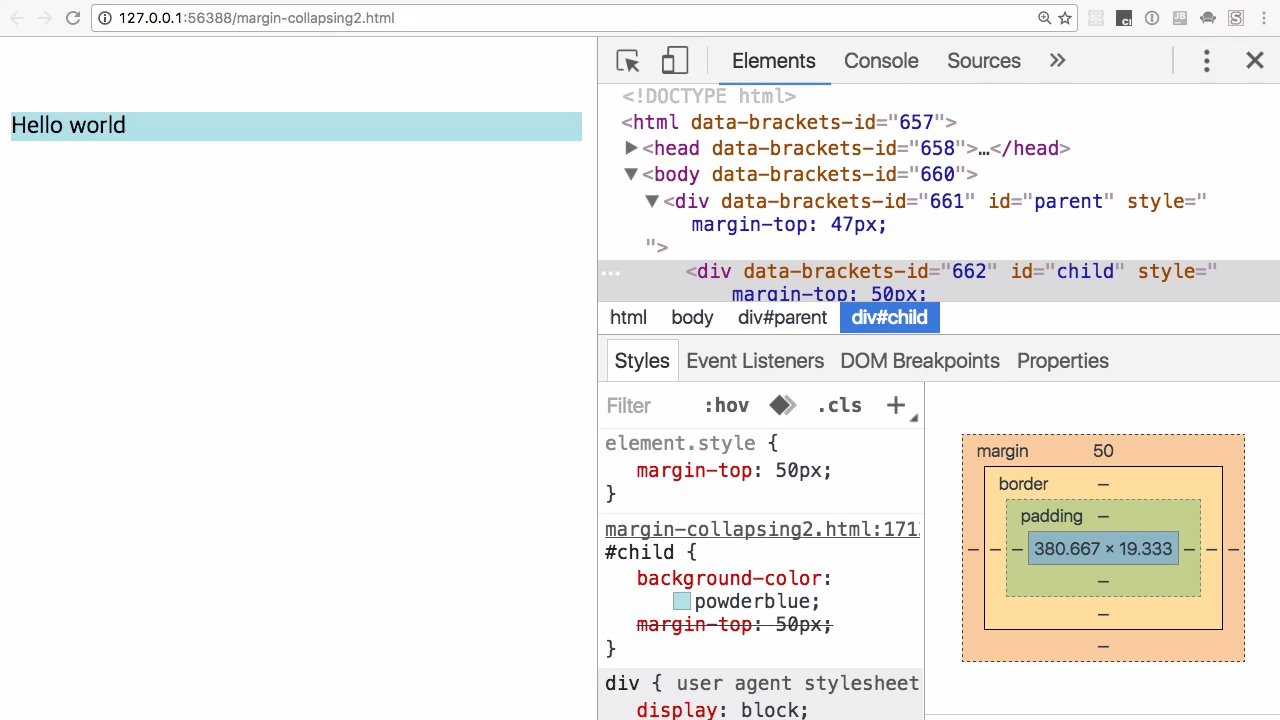 127.0.0.1:56388/margin-collapsing2.html
Hello world
Elements Console Sources
<!DOCTYPE html>
<html data-brackets-id="657">
<head data-brackets-id="658">…</head>
<body data-brackets-id="660">
<div data-brackets-id="661" id="parent" style="
margin-top: 47px;
">
<div data-brackets-id="662" id="child" style="
margin-top: 50px;
html body div#parent div#child
Styles Event Listeners DOM Breakpoints Properties
Filter :hov .cls
element.style {
margin-top: 50px;
}
margin-collapsing2.html:171
#child {
background-color:
powderblue;
margin-top: 50px;
}
div { user agent stylesheet
display: block;
margin 50
border –
padding –
– – – 380.667 × 19.333 – – –
–
–
–